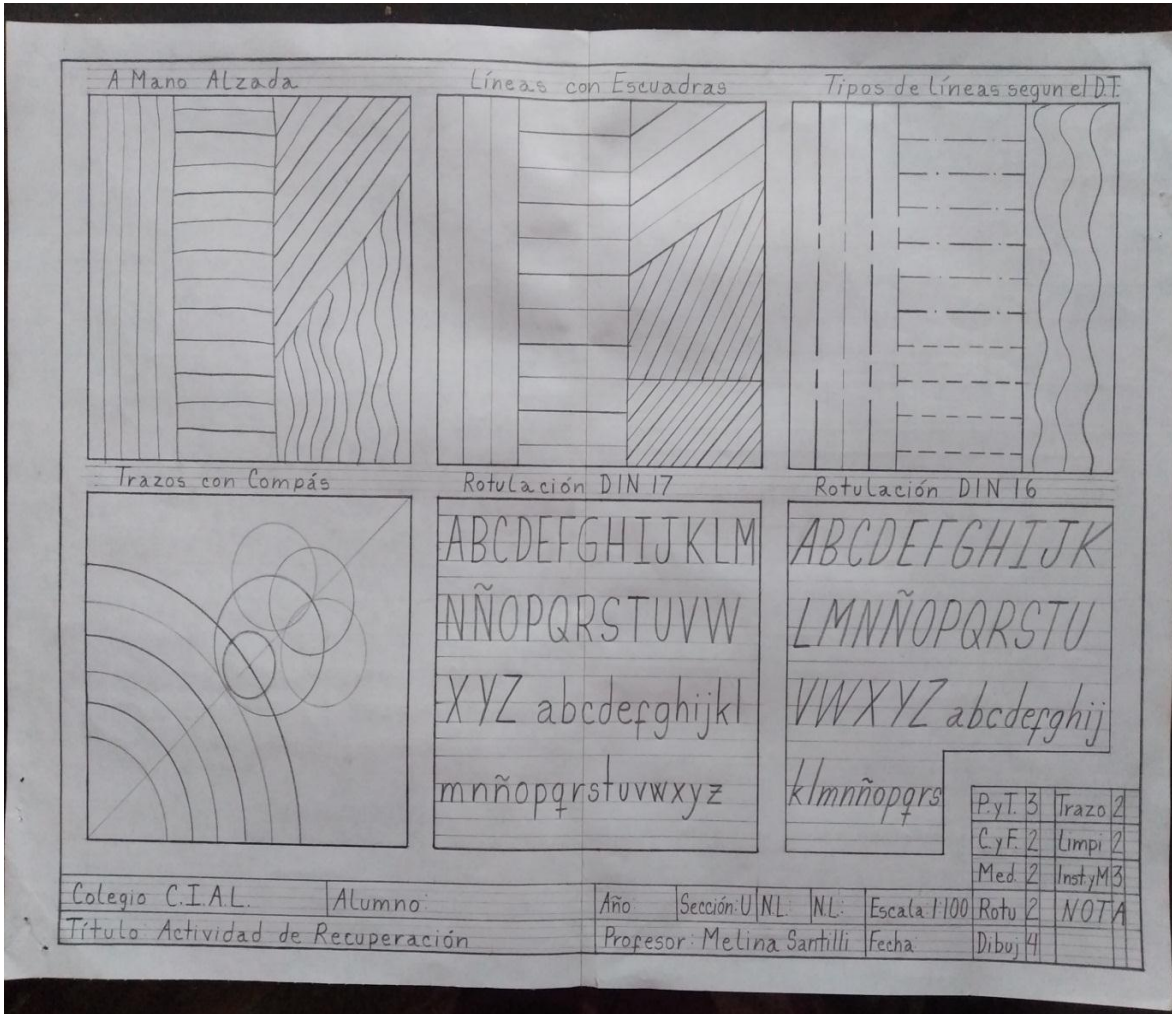 A Mano Alzada
Líneas con Escuadras
Tipos de líneas segun el D.T.
Trazos con Compás
Rotulación DIN 17
ABCDEFGHIJKLM
NÑOPQRSTUVW
XYZ abcdefghijkl
mnñopqrstuvwxyz
Rotulación DIN 16
ABCDEFGHIJK
LMNÑOPQRSTU
VWXYZ abcdefghij
klmnñopqrs
P.yT. 3 Trazo 2
C.yF. 2 Limpi 2
Med. 2 Inst.yM 3
Rotu 2 NOTA
Dibuj 4
Colegio C.I.A.L. Alumno: Año Sección: U N.L. N.L: Escala: 1:100
Título: Actividad de Recuperación Profesor: Melina Santilli Fecha: